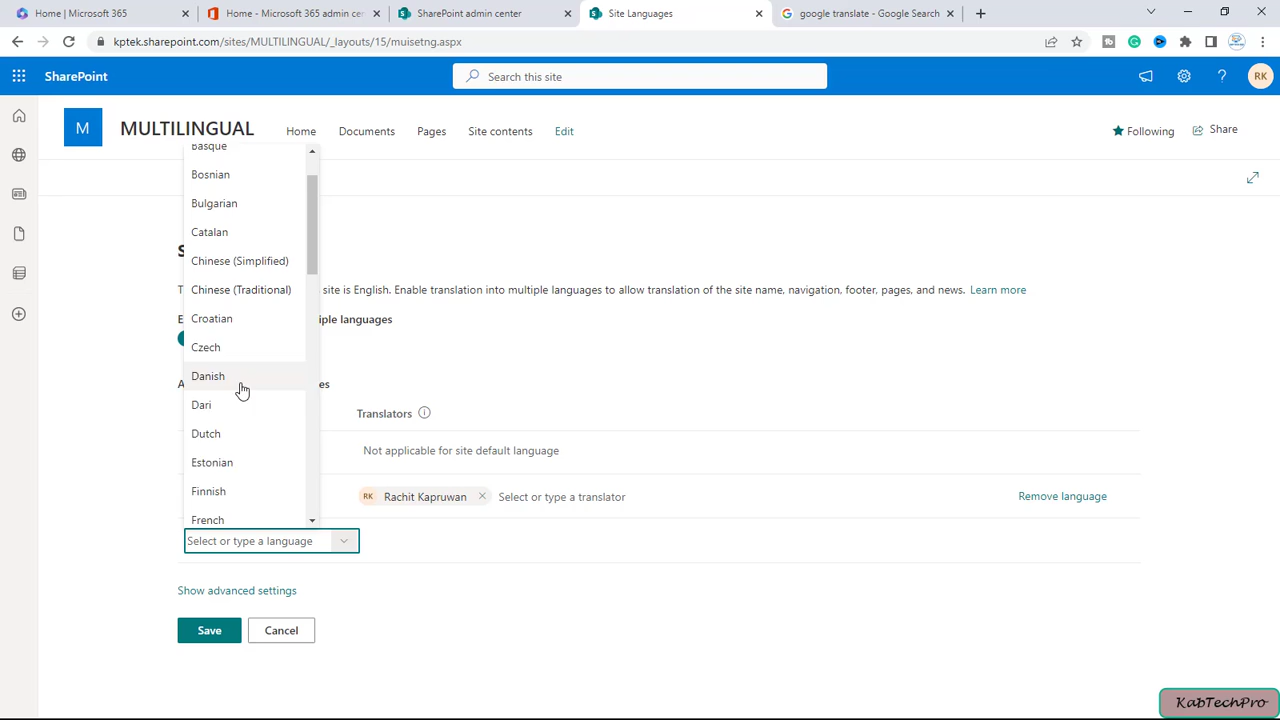 Home | Microsoft 365
Home - Microsoft 365 admin cen
SharePoint admin center
Site Languages
google translate - Google Search
kptek.sharepoint.com/sites/MULTILINGUAL/_layouts/15/muisetng.aspx
SharePoint
Search this site
RK
M
MULTILINGUAL
Home
Documents
Pages
Site contents
Edit
Following
Share
Basque
Bosnian
Bulgarian
Catalan
Chinese (Simplified)
Chinese (Traditional)
Croatian
Czech
Danish
Dari
Dutch
Estonian
Finnish
French
S
T
site is English. Enable translation into multiple languages to allow translation of the site name, navigation, footer, pages, and news. Learn more
E
iple languages
A
es
Translators
Not applicable for site default language
RK Rachit Kapruwan
Select or type a translator
Remove language
Select or type a language
Show advanced settings
Save
Cancel
KabTechPro